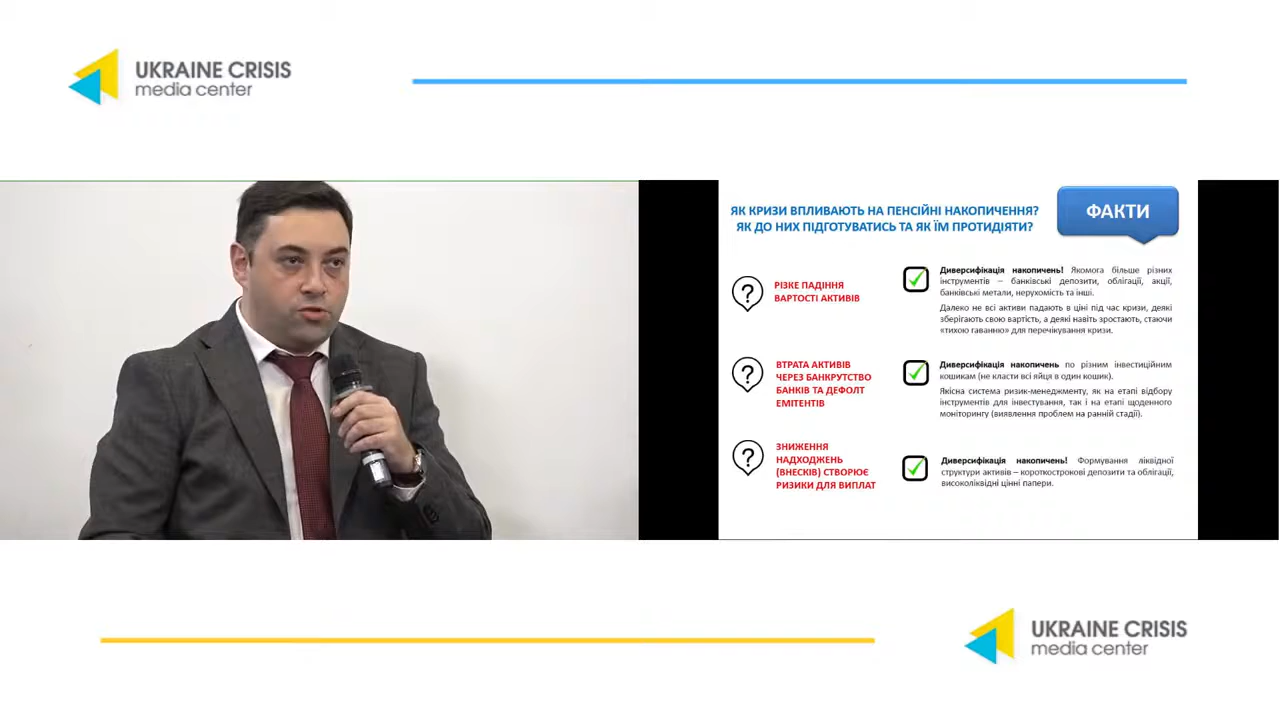 UKRAINE CRISIS
media center
ЯК КРИЗИ ВПЛИВАЮТЬ НА ПЕНСІЙНІ НАКОПИЧЕННЯ?
ЯК ДО НИХ ПІДГОТУВАТИСЬ ТА ЯК ЇМ ПРОТИДІЯТИ?
ФАКТИ
?
РІЗКЕ ПАДІННЯ
ВАРТОСТІ АКТИВІВ
Диверсифікація накопичень! Якомога більше різних
інструментів – банківські депозити, облігації, акції,
банківські метали, нерухомість та інші.
Далеко не всі активи падають в ціні під час кризи, деякі
зберігають свою вартість, а деякі навіть зростають, стаючи
«тихою гаванню» для перечікування кризи.
?
ВТРАТА АКТИВІВ
ЧЕРЕЗ БАНКРУТСТВО
БАНКІВ ТА ДЕФОЛТ
ЕМІТЕНТІВ
Диверсифікація накопичень по різним інвестиційним
кошикам (не класти всі яйця в один кошик).
Якісна система ризик-менеджменту, як на етапі відбору
інструментів для інвестування, так і на етапі щоденного
моніторингу (виявлення проблем на ранній стадії).
?
ЗНИЖЕННЯ
НАДХОДЖЕНЬ
(ВНЕСКІВ) СТВОРЮЄ
РИЗИКИ ДЛЯ ВИПЛАТ
Диверсифікація накопичень! Формування ліквідної
структури активів – короткострокові депозити та облігації,
високоліквідні цінні папери.
UKRAINE CRISIS
media center